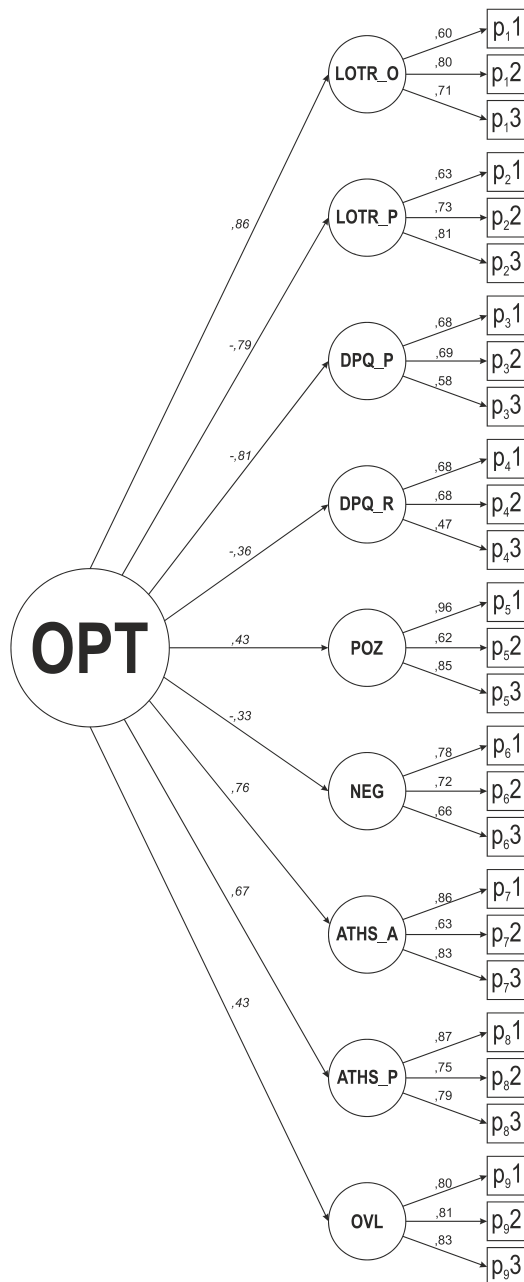 ,60 p₁1
LOTR_O ,80 p₁2
,71 p₁3
,86
,63 p₂1
LOTR_P ,73 p₂2
,81 p₂3
-,79
,68 p₃1
DPQ_P ,69 p₃2
,58 p₃3
-,81
,68 p₄1
DPQ_R ,68 p₄2
,47 p₄3
-,36
,96 p₅1
OPT ,43 POZ ,62 p₅2
,85 p₅3
-,33
,78 p₆1
NEG ,72 p₆2
,66 p₆3
,76
,86 p₇1
ATHS_A ,63 p₇2
,83 p₇3
,67
,87 p₈1
ATHS_P ,75 p₈2
,79 p₈3
,43
,80 p₉1
OVL ,81 p₉2
,83 p₉3